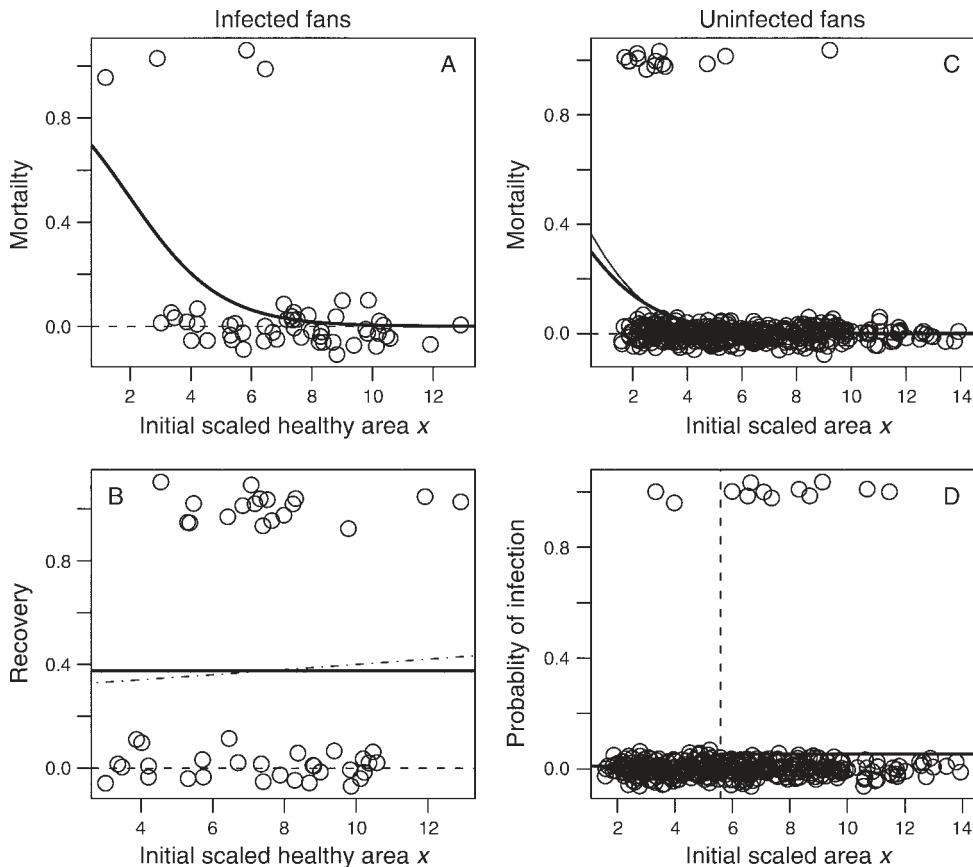 Infected fans
Uninfected fans
A
C
Mortailty
0.8
0.4
0.0
2 4 6 8 10 12
Initial scaled healthy area x
Mortality
0.8
0.4
0.0
2 4 6 8 10 12 14
Initial scaled area x
B
D
Recovery
0.8
0.4
0.0
4 6 8 10 12
Initial scaled healthy area x
Probablity of infection
0.8
0.4
0.0
2 4 6 8 10 12 14
Initial scaled area x